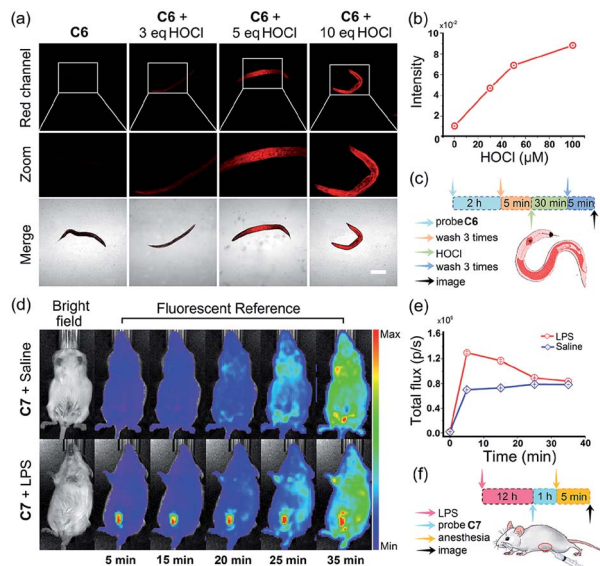 (a)
C6
C6 +
3 eq HOCl
C6 +
5 eq HOCl
C6 +
10 eq HOCl
Red channel
Zoom
Merge
(b)
×10⁻²
10
8
6
4
2
0
Intensity
0 20 40 60 80 100
HOCl (μM)
(c)
2 h 5 min 30 min 5 min
probe C6
wash 3 times
HOCl
wash 3 times
image
(d)
Bright
field
Fluorescent Reference
C7 + Saline
C7 + LPS
Max
Min
5 min 15 min 20 min 25 min 35 min
(e)
1.6
1.2
0.8
0.4
0.0
Total flux (p/s)
LPS
Saline
0 10 20 30 40
Time (min)
(f)
12 h 1 h 5 min
LPS
probe C7
anesthesia
image